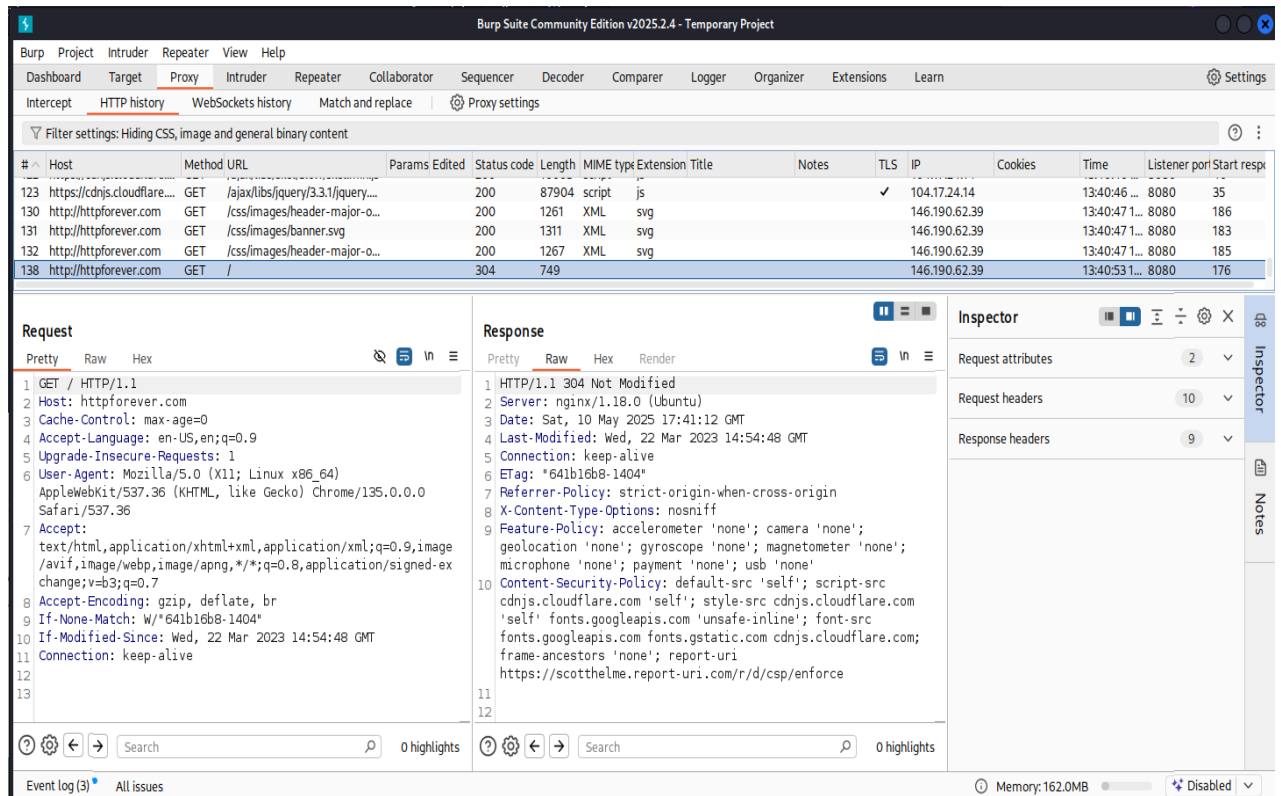 Burp Suite Community Edition v2025.2.4 - Temporary Project
Burp Project Intruder Repeater View Help
Dashboard Target Proxy Intruder Repeater Collaborator Sequencer Decoder Comparer Logger Organizer Extensions Learn Settings
Intercept HTTP history WebSockets history Match and replace Proxy settings
Filter settings: Hiding CSS, image and general binary content
# Host Method URL Params Edited Status code Length MIME type Extension Title Notes TLS IP Cookies Time Listener port Start respo
123 https://cdnjs.cloudflare.... GET /ajax/libs/jquery/3.3.1/jquery.... 200 87904 script js ✓ 104.17.24.14 13:40:46 ... 8080 35
130 http://httpforever.com GET /css/images/header-major-o... 200 1261 XML svg 146.190.62.39 13:40:47 1... 8080 186
131 http://httpforever.com GET /css/images/banner.svg 200 1311 XML svg 146.190.62.39 13:40:47 1... 8080 183
132 http://httpforever.com GET /css/images/header-major-o... 200 1267 XML svg 146.190.62.39 13:40:47 1... 8080 185
138 http://httpforever.com GET / 304 749 146.190.62.39 13:40:53 1... 8080 176
Request
Pretty Raw Hex \n
1 GET / HTTP/1.1
2 Host: httpforever.com
3 Cache-Control: max-age=0
4 Accept-Language: en-US,en;q=0.9
5 Upgrade-Insecure-Requests: 1
6 User-Agent: Mozilla/5.0 (X11; Linux x86_64)
AppleWebKit/537.36 (KHTML, like Gecko) Chrome/135.0.0.0
Safari/537.36
7 Accept:
text/html,application/xhtml+xml,application/xml;q=0.9,image
/avif,image/webp,image/apng,*/*;q=0.8,application/signed-ex
change;v=b3;q=0.7
8 Accept-Encoding: gzip, deflate, br
9 If-None-Match: W/"641b16b8-1404"
10 If-Modified-Since: Wed, 22 Mar 2023 14:54:48 GMT
11 Connection: keep-alive
12
13
Search 0 highlights
Response
Pretty Raw Hex Render \n
1 HTTP/1.1 304 Not Modified
2 Server: nginx/1.18.0 (Ubuntu)
3 Date: Sat, 10 May 2025 17:41:12 GMT
4 Last-Modified: Wed, 22 Mar 2023 14:54:48 GMT
5 Connection: keep-alive
6 ETag: "641b16b8-1404"
7 Referrer-Policy: strict-origin-when-cross-origin
8 X-Content-Type-Options: nosniff
9 Feature-Policy: accelerometer 'none'; camera 'none';
geolocation 'none'; gyroscope 'none'; magnetometer 'none';
microphone 'none'; payment 'none'; usb 'none'
10 Content-Security-Policy: default-src 'self'; script-src
cdnjs.cloudflare.com 'self'; style-src cdnjs.cloudflare.com
'self' fonts.googleapis.com 'unsafe-inline'; font-src
fonts.googleapis.com fonts.gstatic.com cdnjs.cloudflare.com;
frame-ancestors 'none'; report-uri
https://scotthelme.report-uri.com/r/d/csp/enforce
11
12
Search 0 highlights
Inspector
Request attributes 2
Request headers 10
Response headers 9
Inspector
Notes
Event log (3) All issues Memory: 162.0MB Disabled